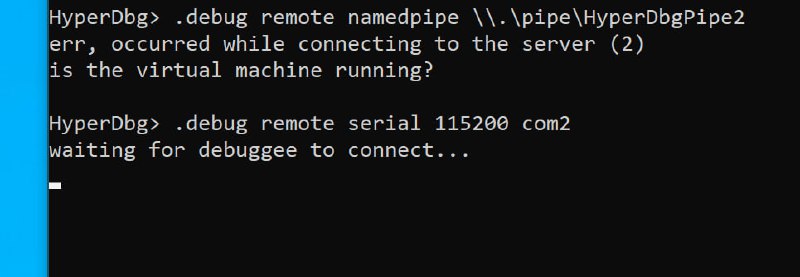 HyperDbg> .debug remote namedpipe \\.\pipe\HyperDbgPipe2
err, occurred while connecting to the server (2)
is the virtual machine running?
HyperDbg> .debug remote serial 115200 com2
waiting for debuggee to connect...